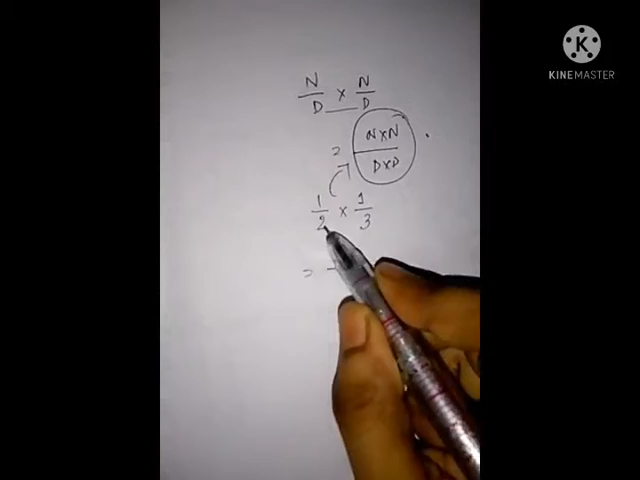 N/D × N/D
= N×N/D×D
1/2 × 1/3
=
KINEMASTER